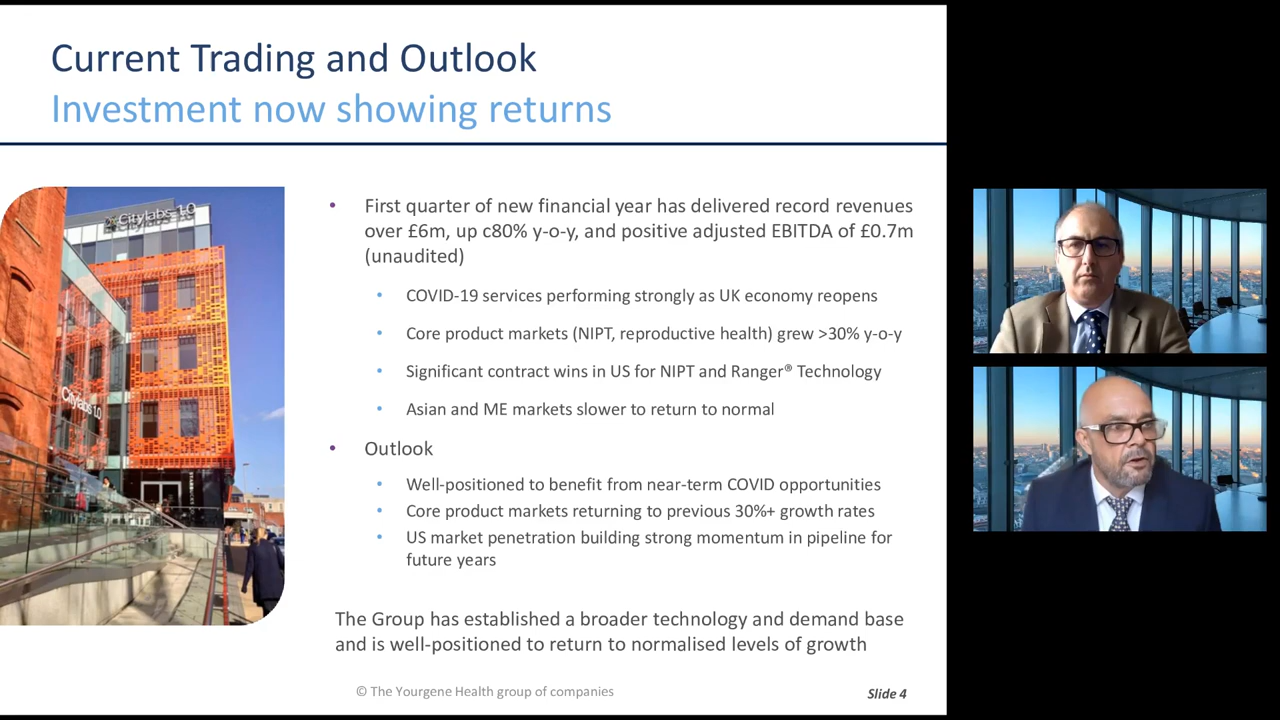 Current Trading and Outlook
Investment now showing returns
Citylabs 1.0
Citylabs 1.0
• First quarter of new financial year has delivered record revenues
over £6m, up c80% y-o-y, and positive adjusted EBITDA of £0.7m
(unaudited)
• COVID-19 services performing strongly as UK economy reopens
• Core product markets (NIPT, reproductive health) grew >30% y-o-y
• Significant contract wins in US for NIPT and Ranger® Technology
• Asian and ME markets slower to return to normal
• Outlook
• Well-positioned to benefit from near-term COVID opportunities
• Core product markets returning to previous 30%+ growth rates
• US market penetration building strong momentum in pipeline for
future years
The Group has established a broader technology and demand base
and is well-positioned to return to normalised levels of growth
© The Yourgene Health group of companies
Slide 4